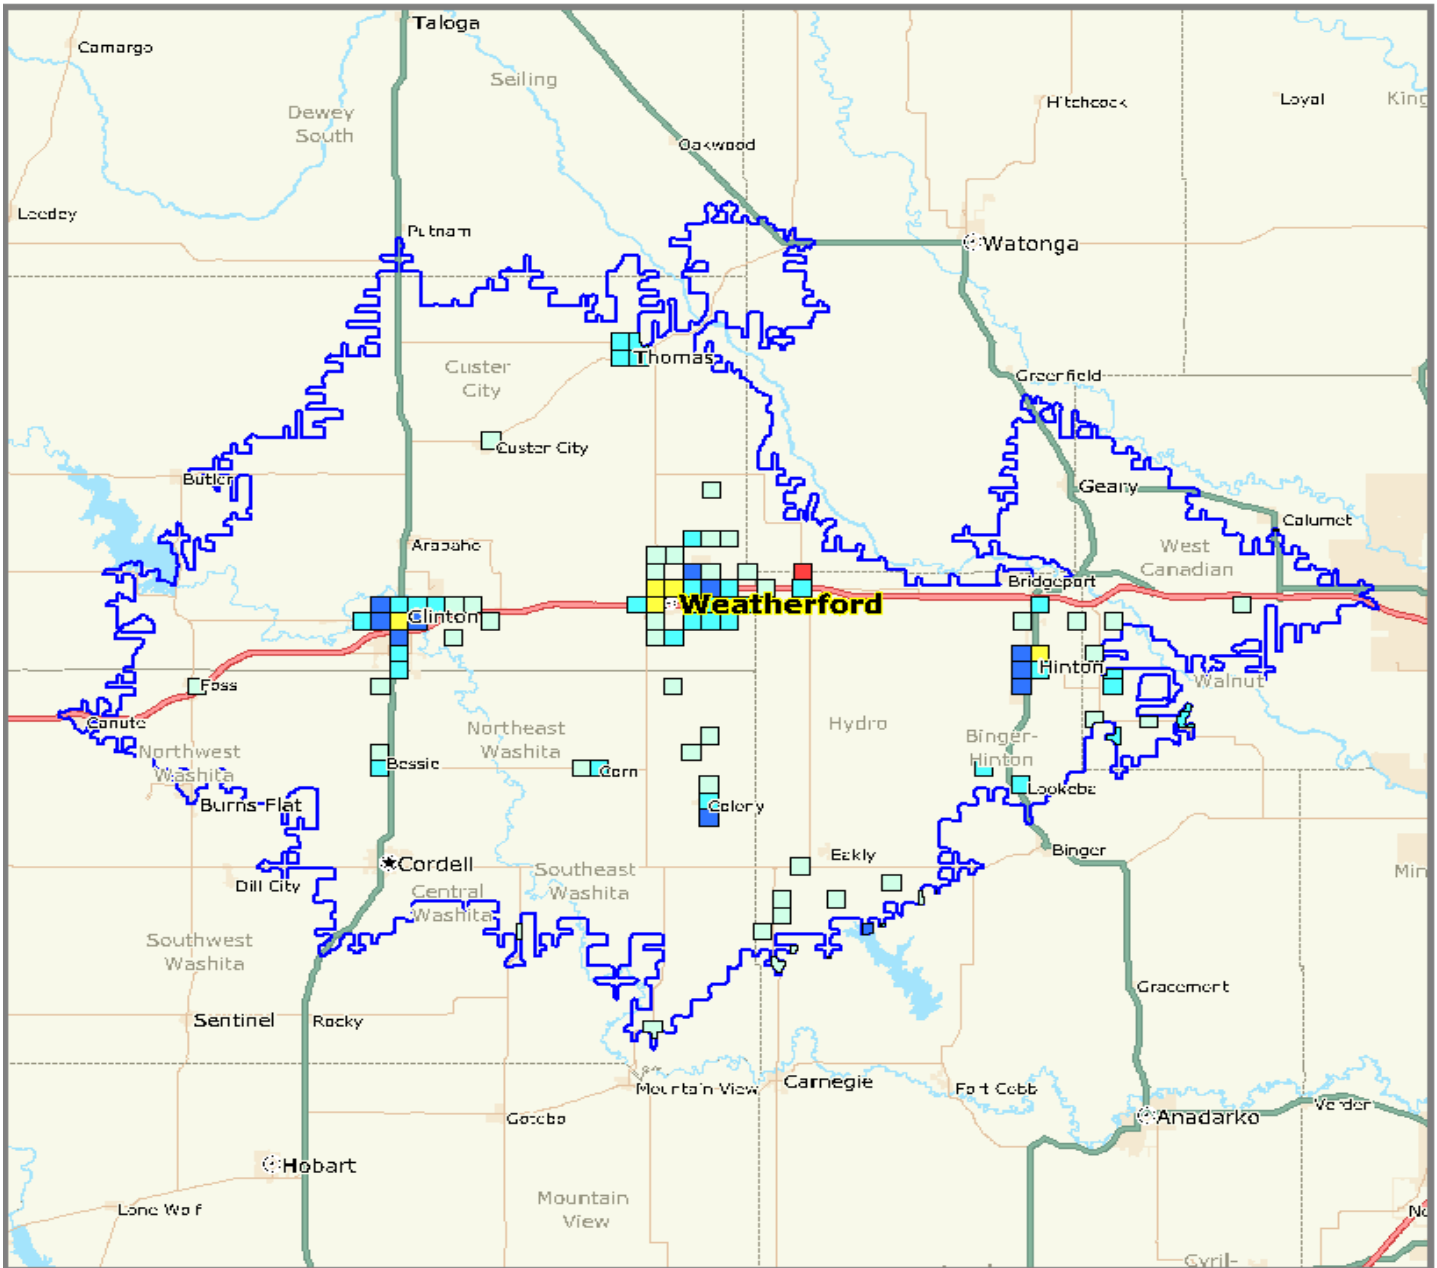 Taloga
Camargo
Seiling
Dewey
South
Hitchcock
Loyal
King
Oakwood
Leedey
Putnam
Watonga
Thomas
Custer
City
Greenfield
Custer City
Butler
Geary
Calumet
Arapaho
West
Canadian
Bridgeport
Weatherford
Clinton
Hinton
Foss
Walnut
Canute
Northeast
Washita
Hydro
Northwest
Washita
Binger-
Hinton
Bessie
Corn
Lookeba
Burns-Flat
Colony
Eakly
Binger
Cordell
Southeast
Washita
Min
Dill City
Central
Washita
Southwest
Washita
Gracemont
Sentinel
Rocky
Mountain View
Carnegie
Fort Cobb
Verden
Gotebo
Anadarko
Hobart
Mountain
View
Lone Wolf
Cyril-